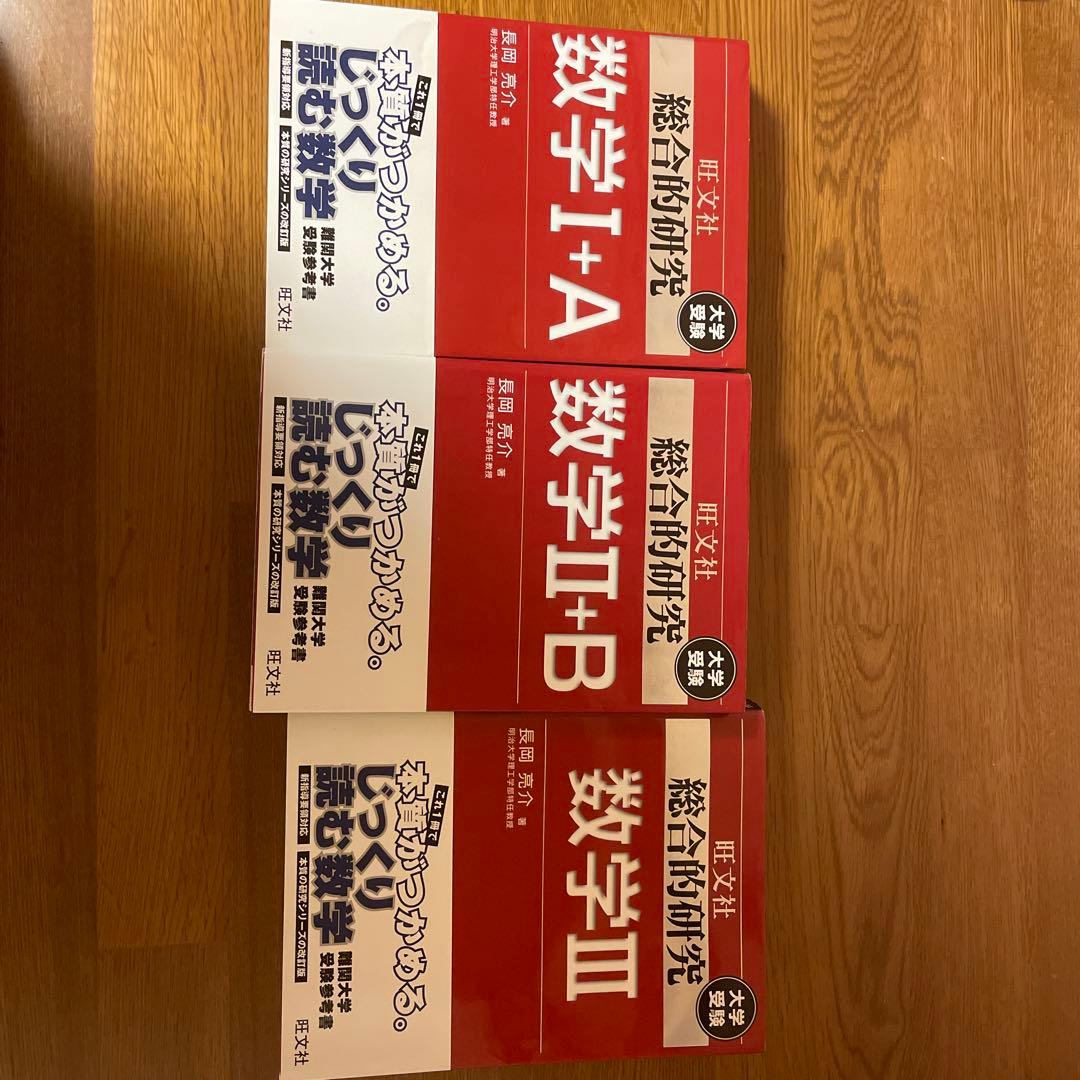 旺文社
総合的研究
大学
受験
数学I+A
長岡 亮介 著
明治大学理工学部特任教授
これ1冊で
本質がつかめる。
じっくり
読む数学
難関大学
受験参考書
新指導要領対応
本質の研究シリーズの改訂版
旺文社
旺文社
総合的研究
大学
受験
数学II+B
長岡 亮介 著
明治大学理工学部特任教授
これ1冊で
本質がつかめる。
じっくり
読む数学
難関大学
受験参考書
新指導要領対応
本質の研究シリーズの改訂版
旺文社
旺文社
総合的研究
大学
受験
数学III
長岡 亮介 著
明治大学理工学部特任教授
これ1冊で
本質がつかめる。
じっくり
読む数学
難関大学
受験参考書
新指導要領対応
本質の研究シリーズの改訂版
旺文社